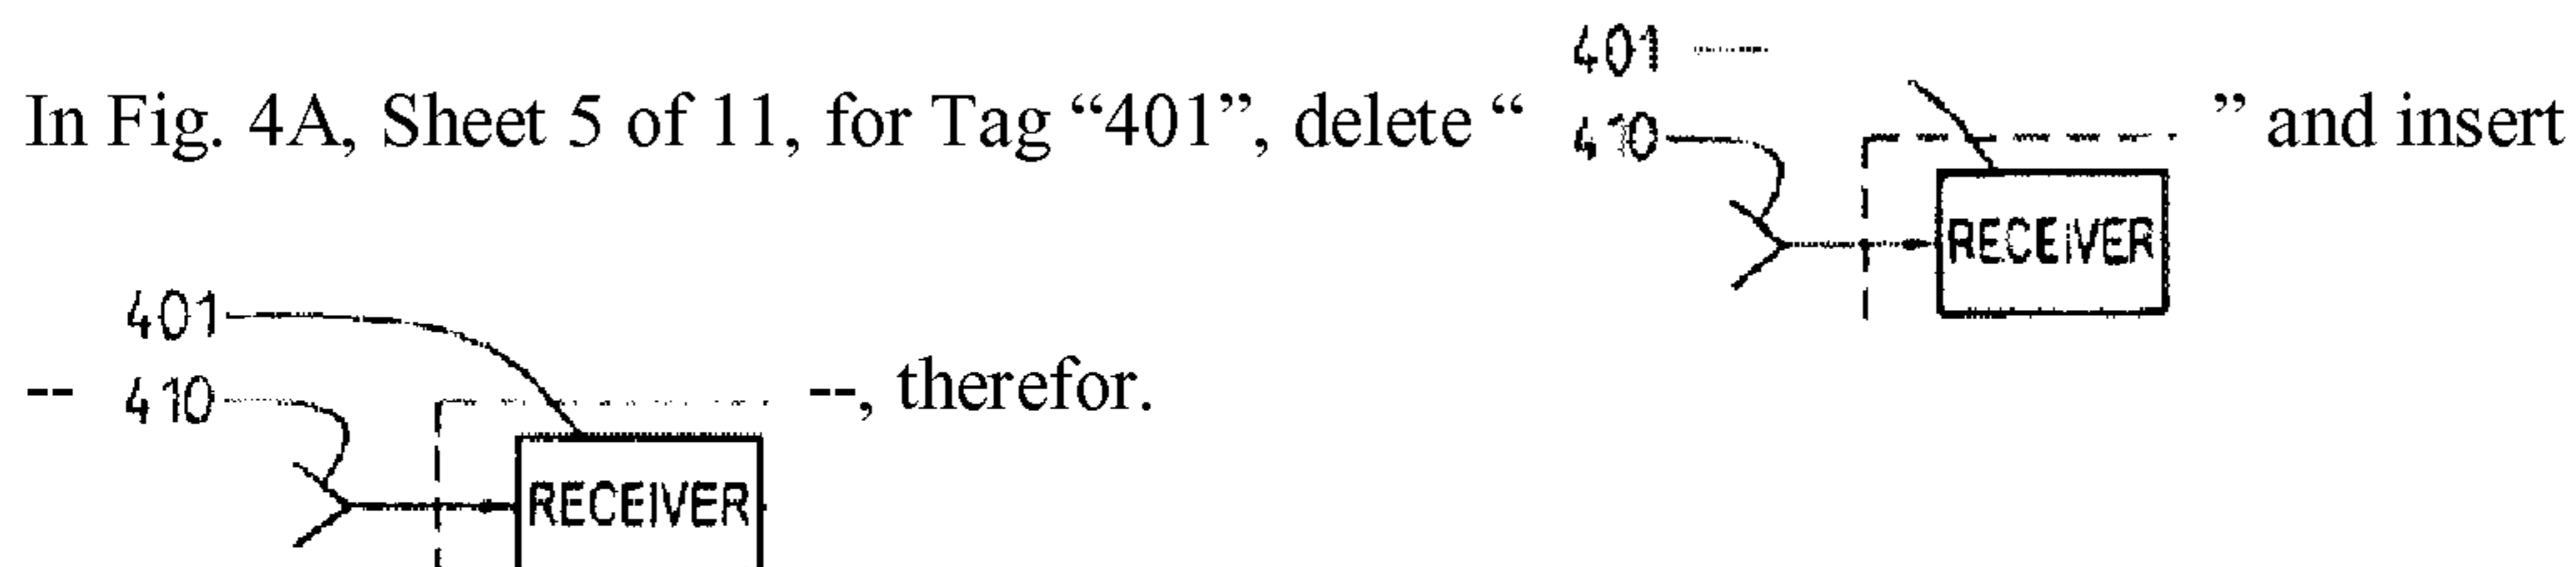 401
In Fig. 4A, Sheet 5 of 11, for Tag “401”, delete “ 410 ” and insert
RECEIVER
401
-- 410 --, therefor.
RECEIVER